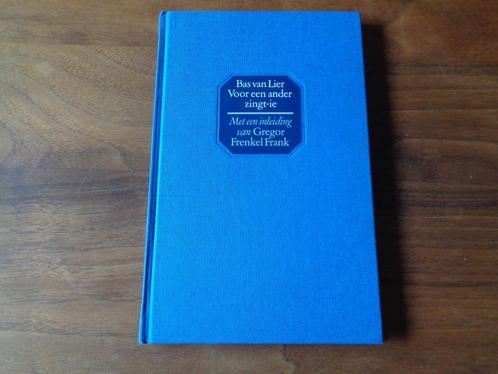 Bas van Lier
Voor een ander
zingt-ie
Met een inleiding
van Gregor
Frenkel Frank